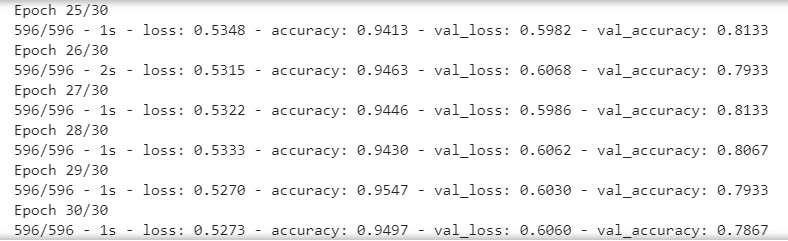 Epoch 25/30
596/596 - 1s - loss: 0.5348 - accuracy: 0.9413 - val_loss: 0.5982 - val_accuracy: 0.8133
Epoch 26/30
596/596 - 2s - loss: 0.5315 - accuracy: 0.9463 - val_loss: 0.6068 - val_accuracy: 0.7933
Epoch 27/30
596/596 - 1s - loss: 0.5322 - accuracy: 0.9446 - val_loss: 0.5986 - val_accuracy: 0.8133
Epoch 28/30
596/596 - 1s - loss: 0.5333 - accuracy: 0.9430 - val_loss: 0.6062 - val_accuracy: 0.8067
Epoch 29/30
596/596 - 1s - loss: 0.5270 - accuracy: 0.9547 - val_loss: 0.6030 - val_accuracy: 0.7933
Epoch 30/30
596/596 - 1s - loss: 0.5273 - accuracy: 0.9497 - val_loss: 0.6060 - val_accuracy: 0.7867